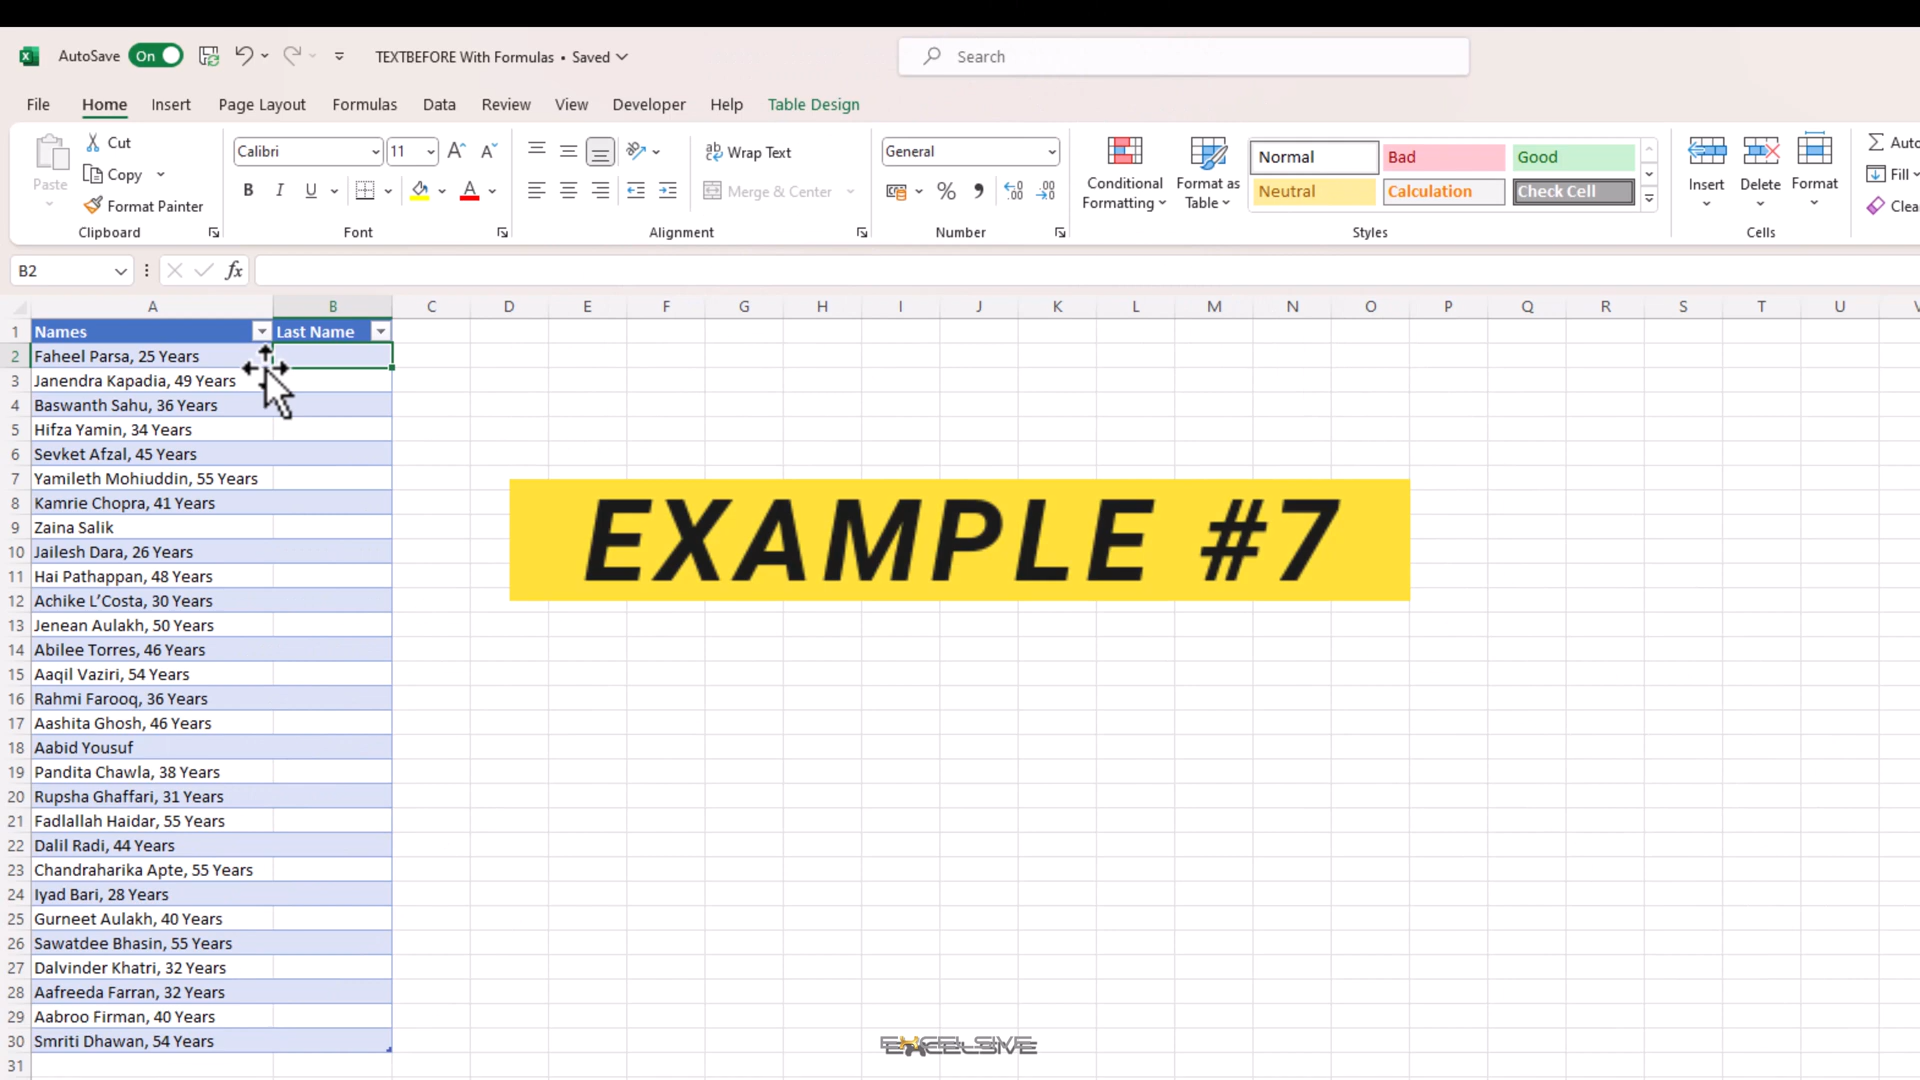 AutoSave On TEXTBEFORE With Formulas • Saved Search
File Home Insert Page Layout Formulas Data Review View Developer Help Table Design
Paste Cut Copy Format Painter Clipboard
Calibri 11 B I U A Font
ab Wrap Text Merge & Center Alignment
General % Number
Conditional Formatting Format as Table
Normal Bad Good
Neutral Calculation Check Cell
Styles
Insert Delete Format Cells
Auto
Fill
Clea
B2 fx
A B C D E F G H I J K L M N O P Q R S T U
1 Names Last Name
2 Faheel Parsa, 25 Years
3 Janendra Kapadia, 49 Years
4 Baswanth Sahu, 36 Years
5 Hifza Yamin, 34 Years
6 Sevket Afzal, 45 Years
7 Yamileth Mohiuddin, 55 Years
8 Kamrie Chopra, 41 Years
EXAMPLE #7
9 Zaina Salik
10 Jailesh Dara, 26 Years
11 Hai Pathappan, 48 Years
12 Achike L’Costa, 30 Years
13 Jenean Aulakh, 50 Years
14 Abilee Torres, 46 Years
15 Aaqil Vaziri, 54 Years
16 Rahmi Farooq, 36 Years
17 Aashita Ghosh, 46 Years
18 Aabid Yousuf
19 Pandita Chawla, 38 Years
20 Rupsha Ghaffari, 31 Years
21 Fadlallah Haidar, 55 Years
22 Dalil Radi, 44 Years
23 Chandraharika Apte, 55 Years
24 Iyad Bari, 28 Years
25 Gurneet Aulakh, 40 Years
26 Sawatdee Bhasin, 55 Years
27 Dalvinder Khatri, 32 Years
28 Aafreeda Farran, 32 Years
29 Aabroo Firman, 40 Years
30 Smriti Dhawan, 54 Years
31
EXCELSIVE